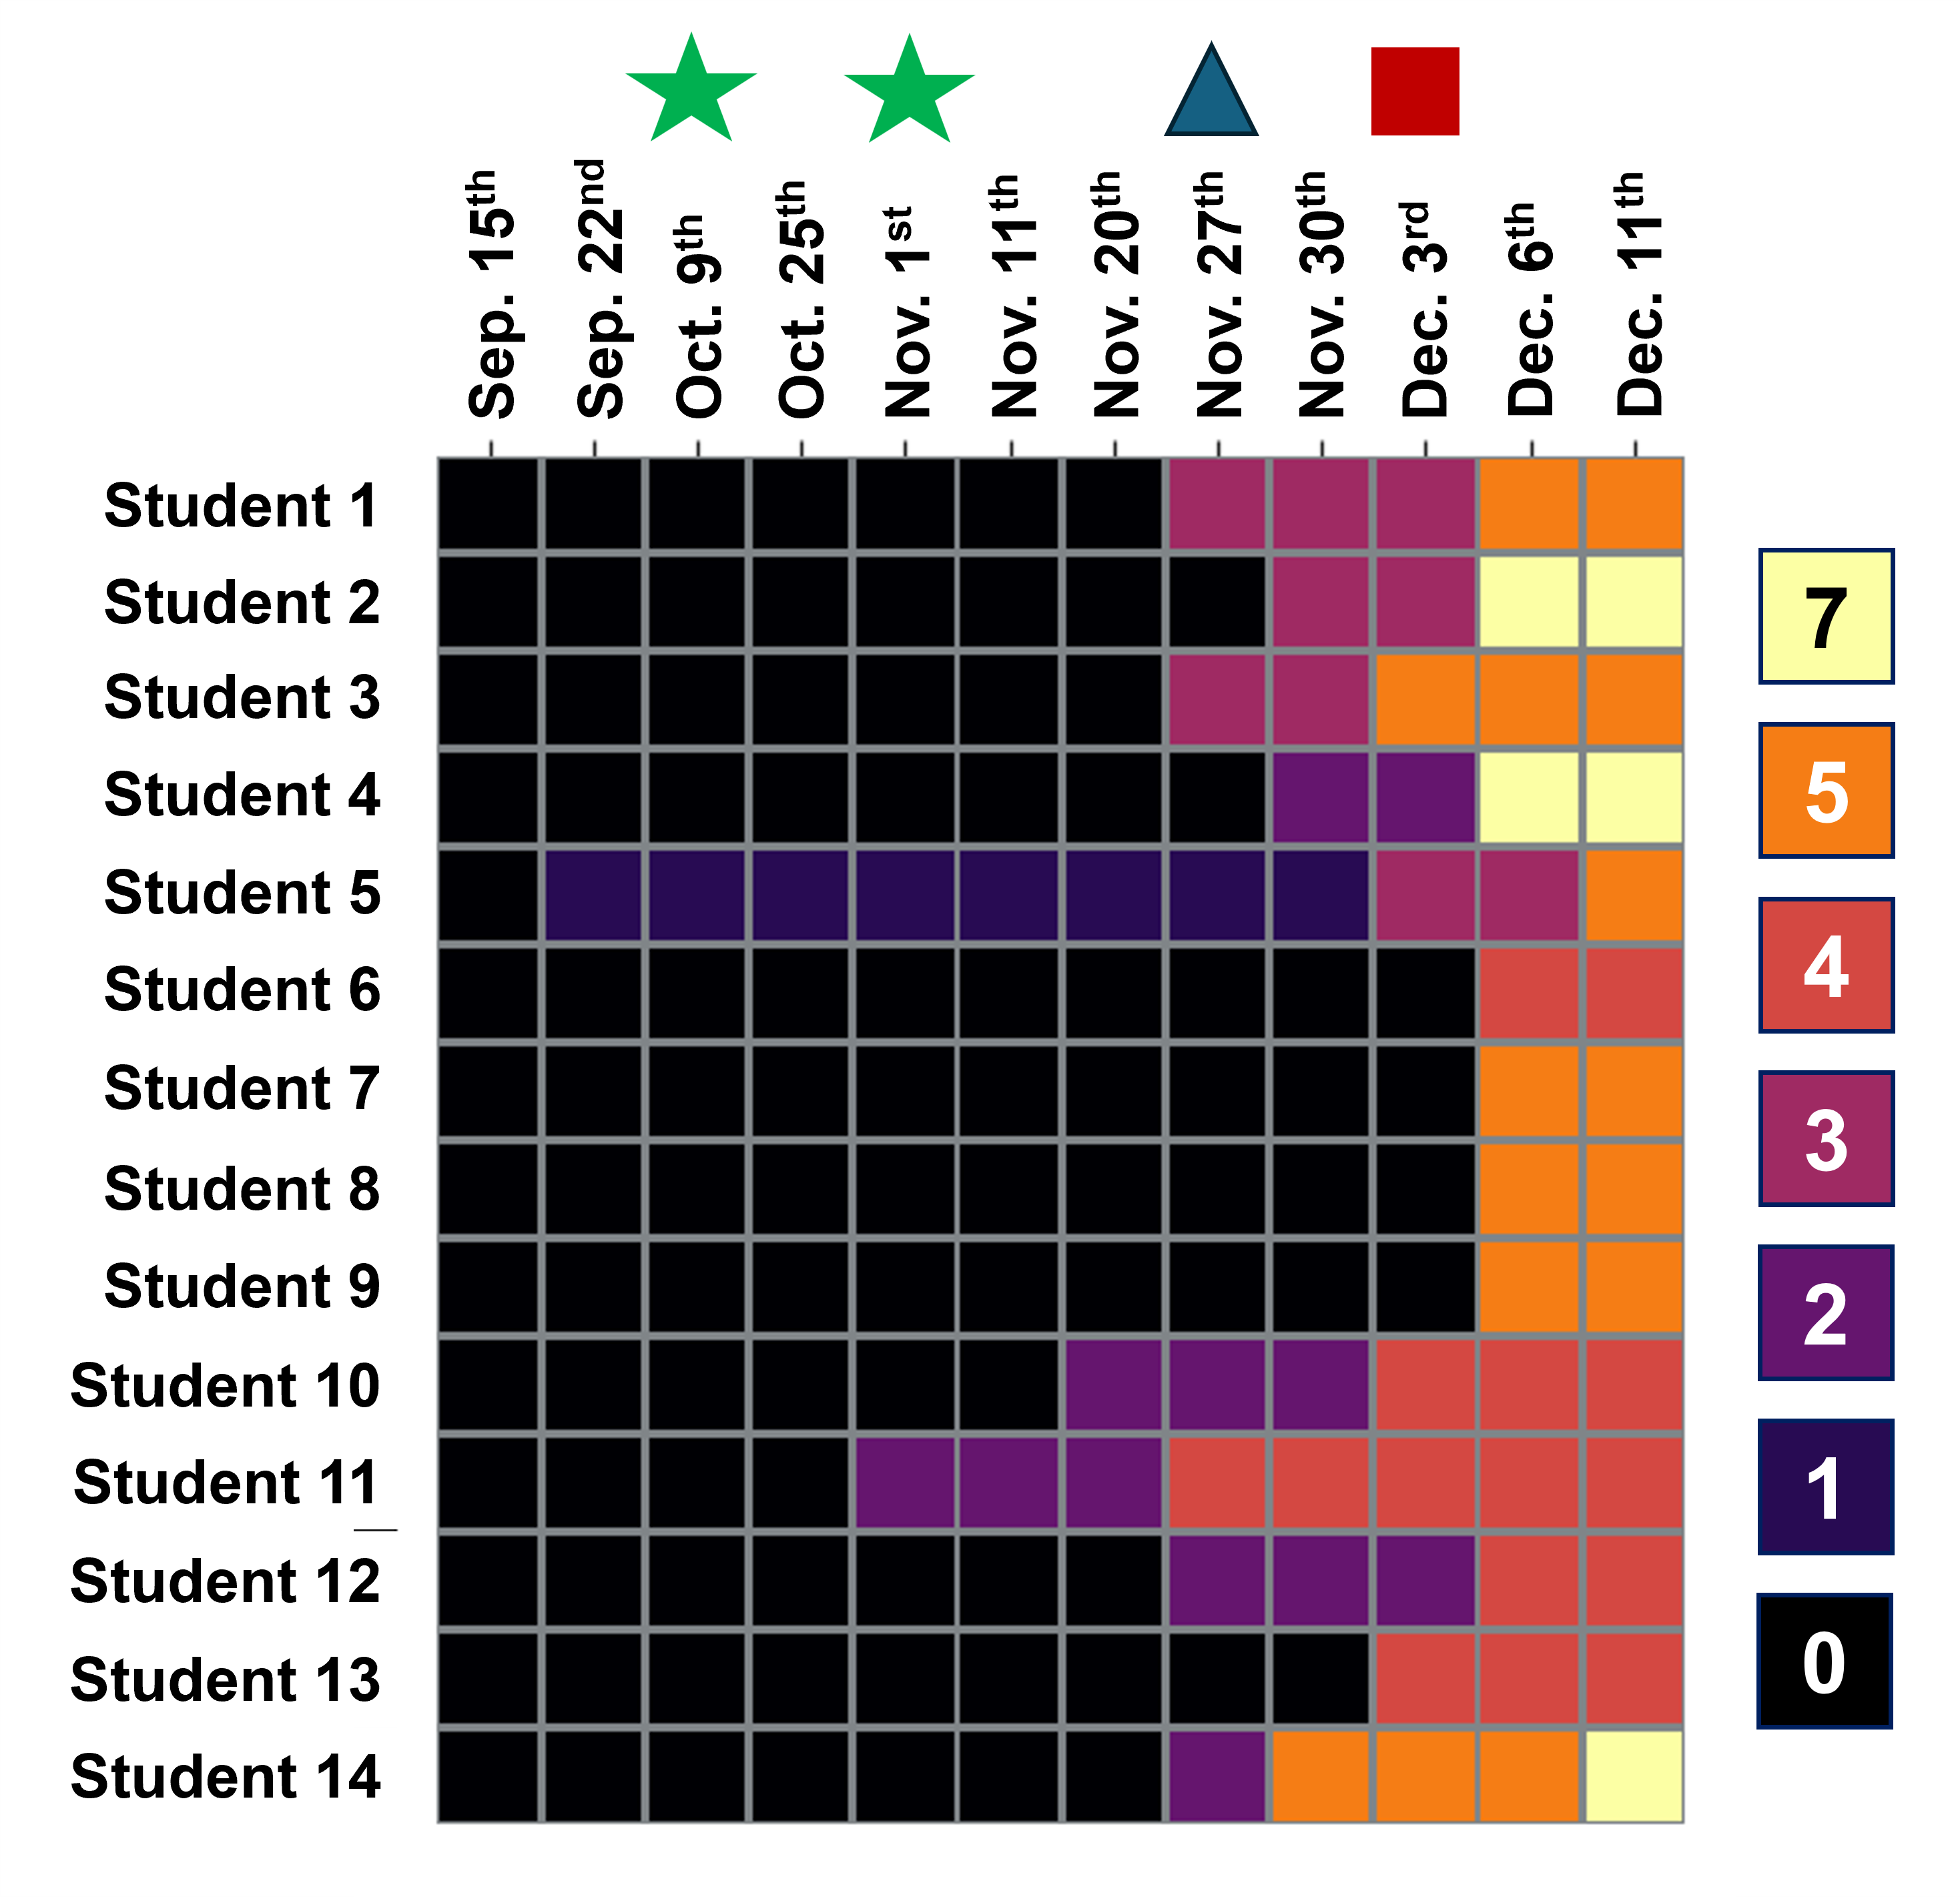 Sep. 15th
Sep. 22nd
Oct. 9th
Oct. 25th
Nov. 1st
Nov. 11th
Nov. 20th
Nov. 27th
Nov. 30th
Dec. 3rd
Dec. 6th
Dec. 11th
Student 1
Student 2
Student 3
Student 4
Student 5
Student 6
Student 7
Student 8
Student 9
Student 10
Student 11
Student 12
Student 13
Student 14
7
5
4
3
2
1
0